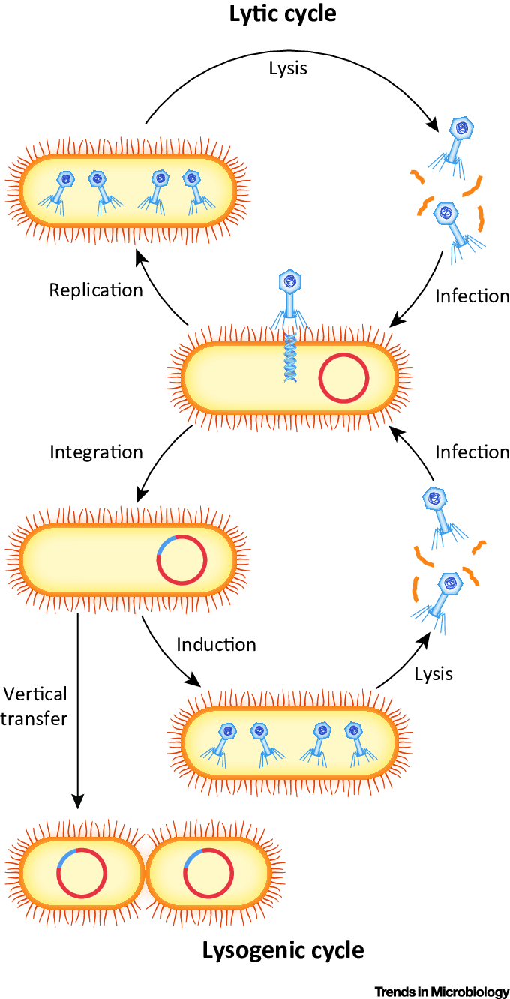 Lytic cycle
Lysis
Replication
Infection
Integration
Infection
Induction
Lysis
Vertical
transfer
Lysogenic cycle
Trends in Microbiology